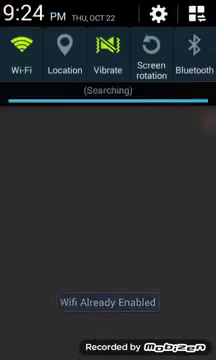 9:24 PM THU, OCT 22
Wi-Fi
Location
Vibrate
Screen
rotation
Bluetooth
(Searching)
Wifi Already Enabled
Recorded by mobizen